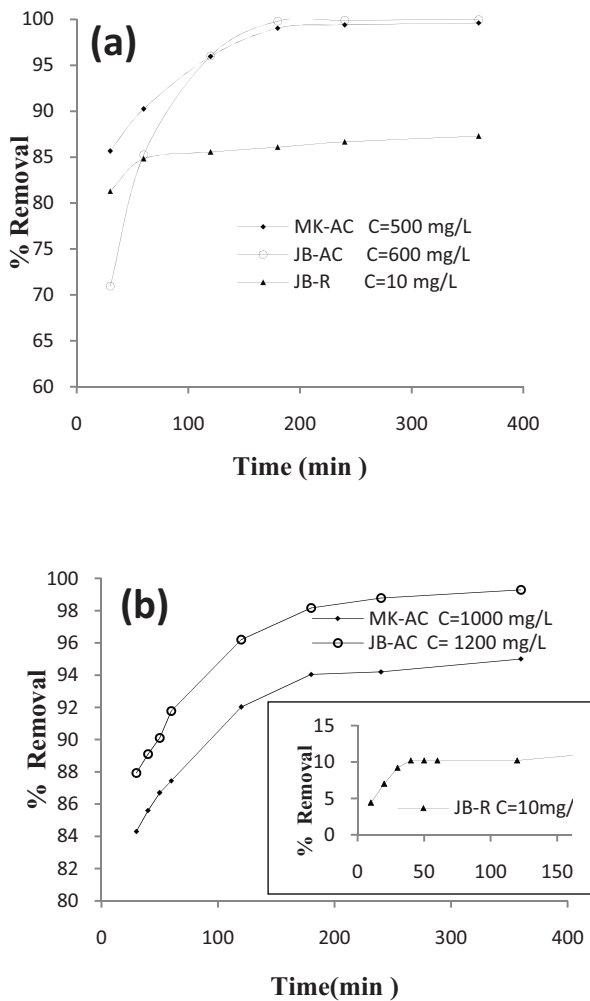 100
(a)
95
90
85
80
75
70
65
60
% Removal
MK-AC C=500 mg/L
JB-AC C=600 mg/L
JB-R C=10 mg/L
0 100 200 300 400
Time (min )
100
(b)
98
96
94
92
90
88
86
84
82
80
% Removal
MK-AC C=1000 mg/L
JB-AC C= 1200 mg/L
15
10
5
0
% Removal
JB-R C=10mg/
0 50 100 150
0 100 200 300 400
Time(min )